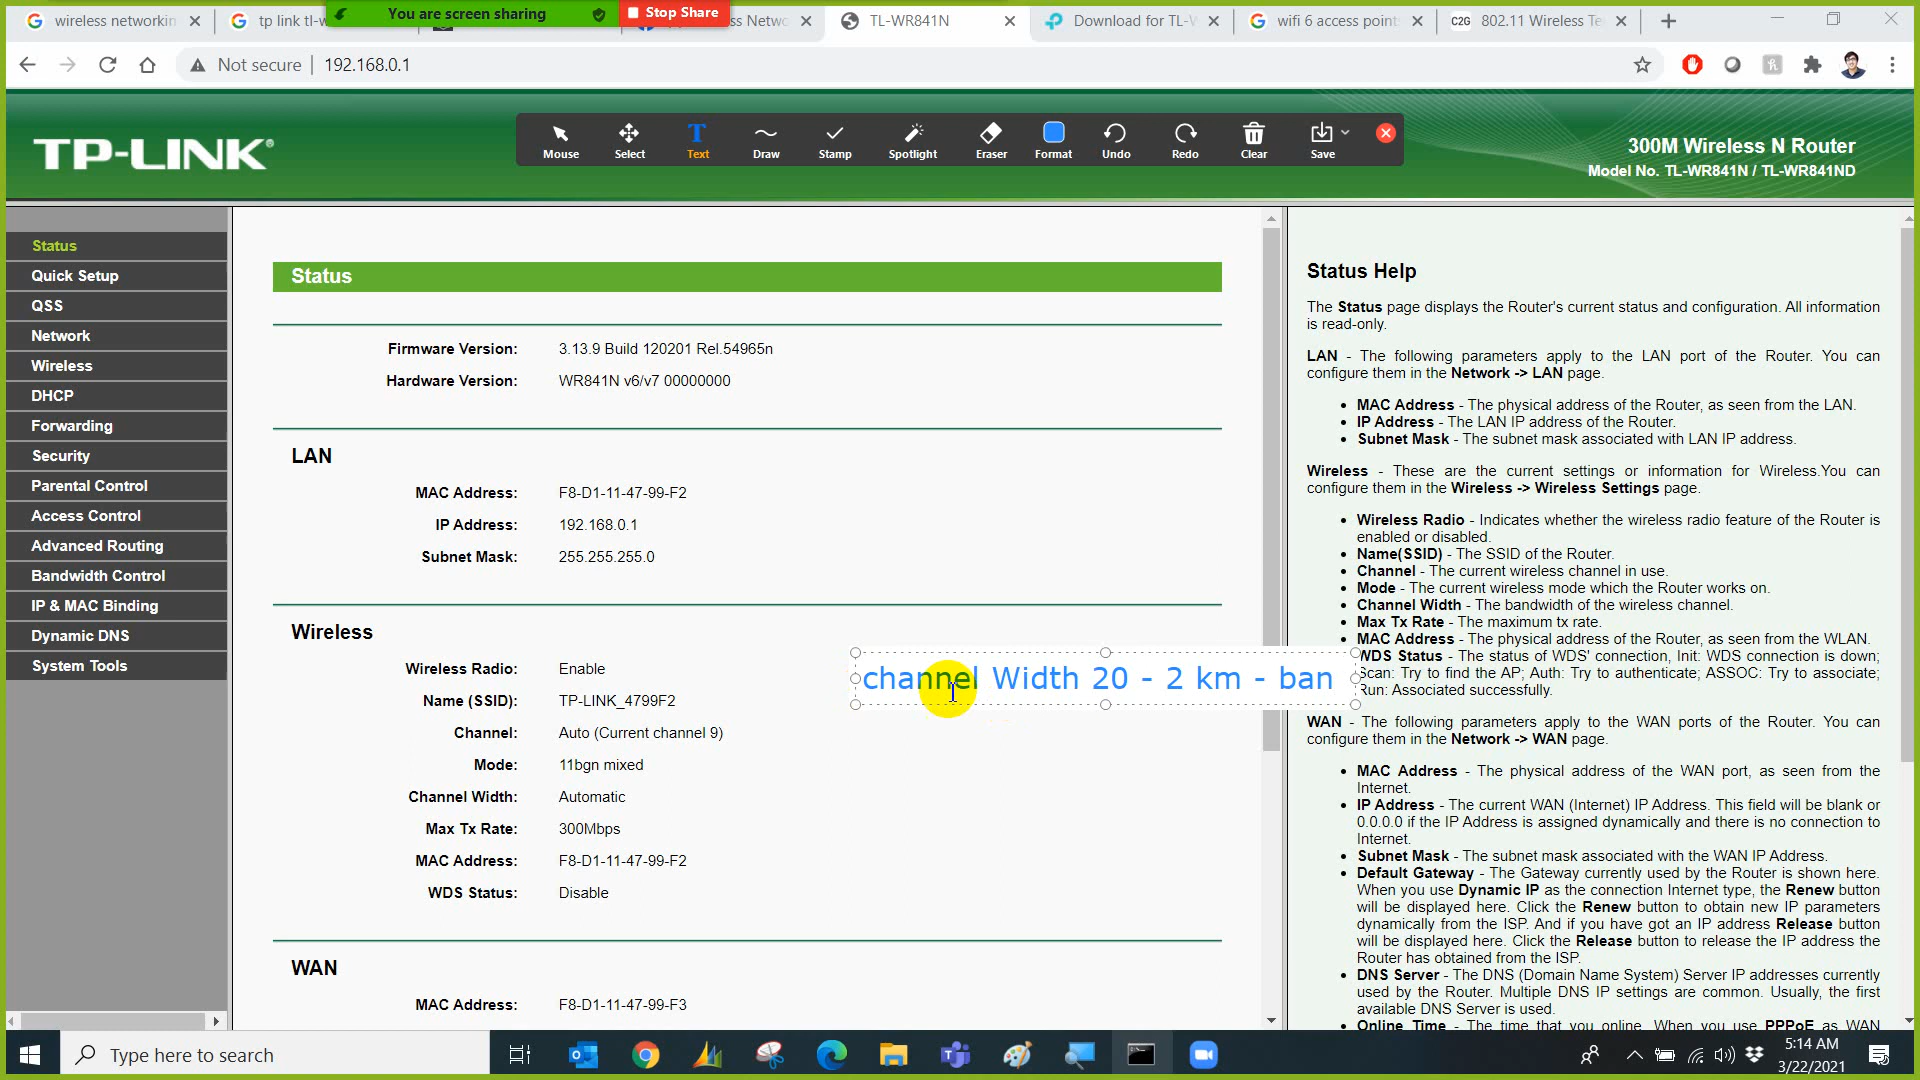 wireless networkin
tp link tl-w
You are screen sharing
Stop Share
ss Netwo
TL-WR841N
Download for TL-W
wifi 6 access point
C2G
802.11 Wireless Te
Not secure
192.168.0.1
TP-LINK®
Mouse
Select
Text
Draw
Stamp
Spotlight
Eraser
Format
Undo
Redo
Clear
Save
300M Wireless N Router
Model No. TL-WR841N / TL-WR841ND
Status
Quick Setup
QSS
Network
Wireless
DHCP
Forwarding
Security
Parental Control
Access Control
Advanced Routing
Bandwidth Control
IP & MAC Binding
Dynamic DNS
System Tools
Status
Firmware Version: 3.13.9 Build 120201 Rel.54965n
Hardware Version: WR841N v6/v7 00000000
LAN
MAC Address: F8-D1-11-47-99-F2
IP Address: 192.168.0.1
Subnet Mask: 255.255.255.0
Wireless
Wireless Radio: Enable
Name (SSID): TP-LINK_4799F2
Channel: Auto (Current channel 9)
Mode: 11bgn mixed
Channel Width: Automatic
Max Tx Rate: 300Mbps
MAC Address: F8-D1-11-47-99-F2
WDS Status: Disable
WAN
MAC Address: F8-D1-11-47-99-F3
channel Width 20 - 2 km - ban
Status Help
The Status page displays the Router's current status and configuration. All information
is read-only.
LAN - The following parameters apply to the LAN port of the Router. You can
configure them in the Network -> LAN page.
• MAC Address - The physical address of the Router, as seen from the LAN.
• IP Address - The LAN IP address of the Router.
• Subnet Mask - The subnet mask associated with LAN IP address.
Wireless - These are the current settings or information for Wireless.You can
configure them in the Wireless -> Wireless Settings page.
• Wireless Radio - Indicates whether the wireless radio feature of the Router is
enabled or disabled.
• Name(SSID) - The SSID of the Router.
• Channel - The current wireless channel in use.
• Mode - The current wireless mode which the Router works on.
• Channel Width - The bandwidth of the wireless channel.
• Max Tx Rate - The maximum tx rate.
• MAC Address - The physical address of the Router, as seen from the WLAN.
WDS Status - The status of WDS' connection, Init: WDS connection is down;
Scan: Try to find the AP; Auth: Try to authenticate; ASSOC: Try to associate;
Run: Associated successfully.
WAN - The following parameters apply to the WAN ports of the Router. You can
configure them in the Network -> WAN page.
• MAC Address - The physical address of the WAN port, as seen from the
Internet.
• IP Address - The current WAN (Internet) IP Address. This field will be blank or
0.0.0.0 if the IP Address is assigned dynamically and there is no connection to
Internet.
• Subnet Mask - The subnet mask associated with the WAN IP Address.
• Default Gateway - The Gateway currently used by the Router is shown here.
When you use Dynamic IP as the connection Internet type, the Renew button
will be displayed here. Click the Renew button to obtain new IP parameters
dynamically from the ISP. And if you have got an IP address Release button
will be displayed here. Click the Release button to release the IP address the
Router has obtained from the ISP.
• DNS Server - The DNS (Domain Name System) Server IP addresses currently
used by the Router. Multiple DNS IP settings are common. Usually, the first
available DNS Server is used.
• Online Time - The time that you online. When you use PPPoE as WAN
Type here to search
5:14 AM
3/22/2021